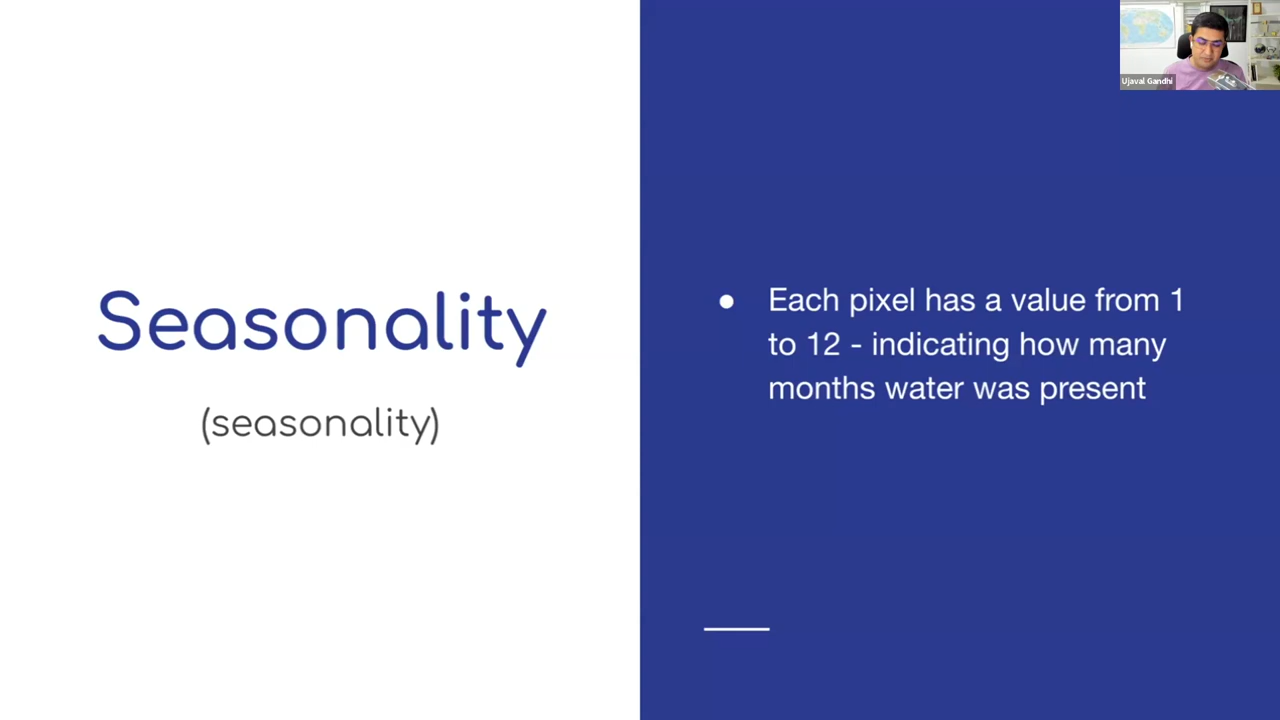 Seasonality
(seasonality)
● Each pixel has a value from 1
to 12 - indicating how many
months water was present
Ujaval Gandhi